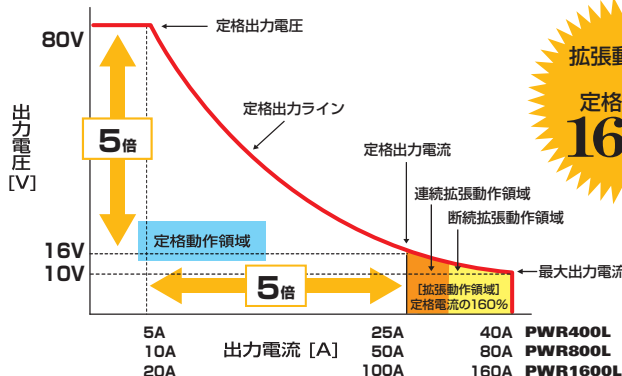 定格出力電圧
80V
拡張動
定格
16
定格出力ライン
5倍
出力電圧
[V]
定格出力電流
連続拡張動作領域
断続拡張動作領域
定格動作領域
16V
10V
5倍
[拡張動作領域]
定格電流の160%
最大出力電流
5A 25A 40A PWR400L
10A 出力電流 [A] 50A 80A PWR800L
20A 100A 160A PWR1600L